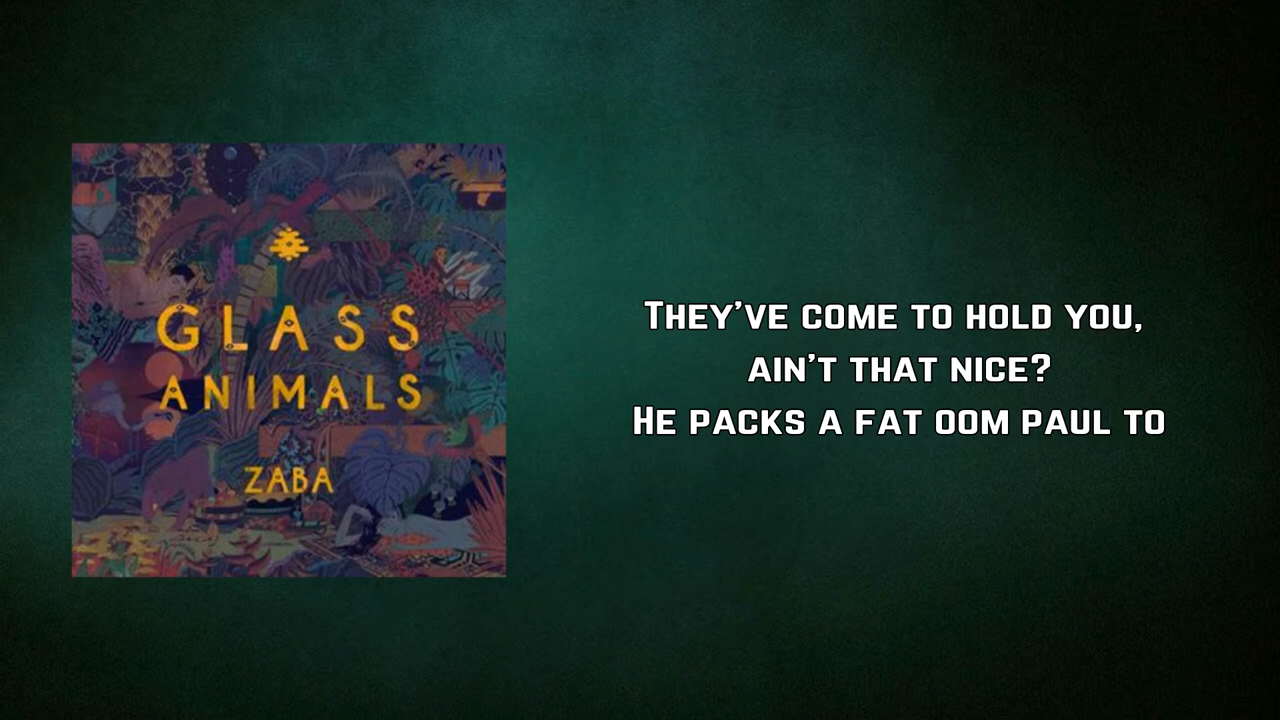 GLASS
ANIMALS
ZABA
They've come to hold you,
ain't that nice?
He packs a fat oom paul to